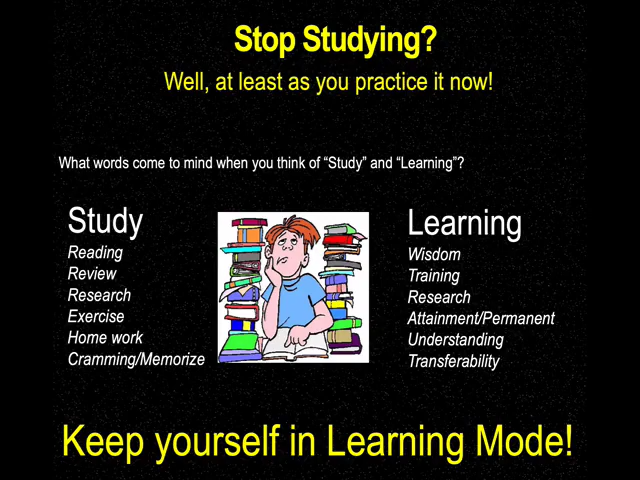 Stop Studying?
Well, at least as you practice it now!
What words come to mind when you think of “Study” and “Learning”?
Study
Reading
Review
Research
Exercise
Home work
Cramming/Memorize
Learning
Wisdom
Training
Research
Attainment/Permanent
Understanding
Transferability
Keep yourself in Learning Mode!